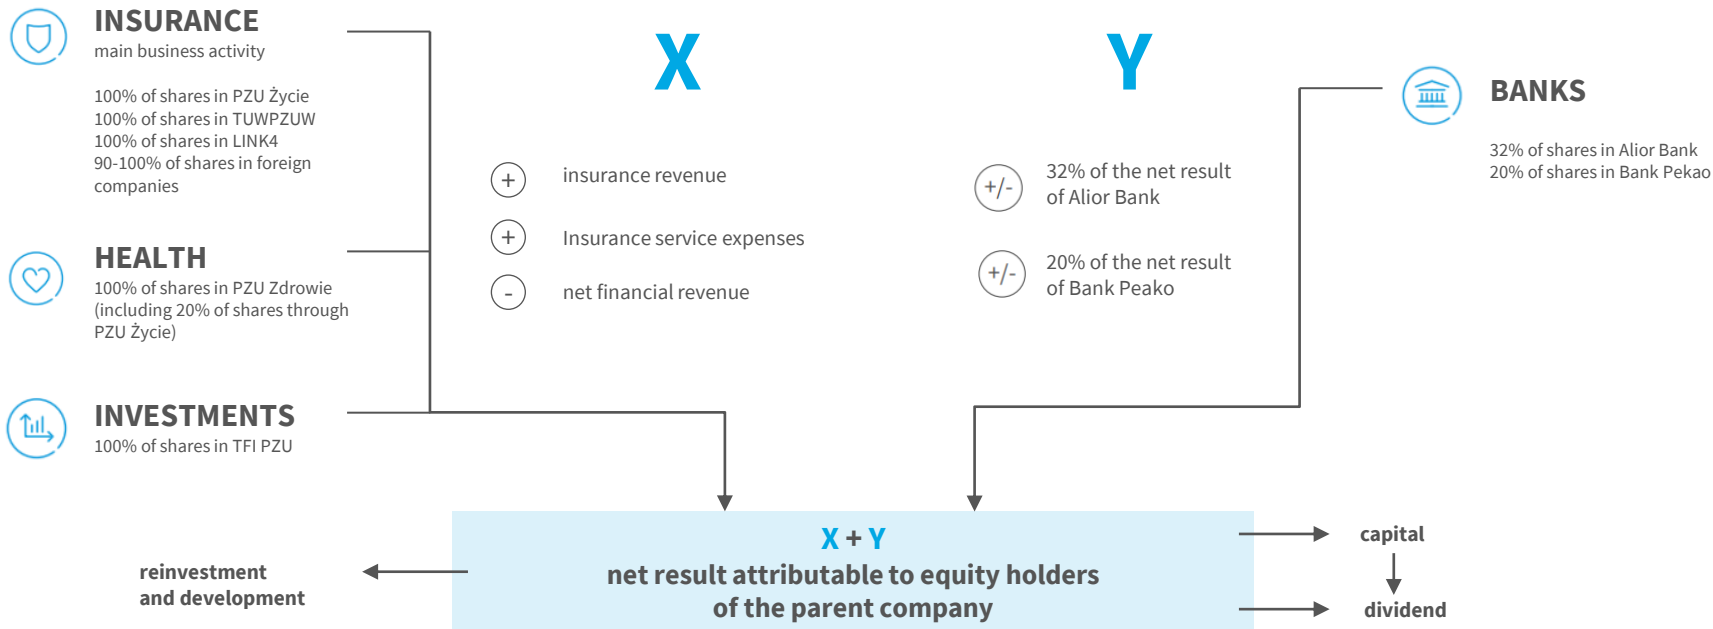 INSURANCE
main business activity
100% of shares in PZU Życie
100% of shares in TUWPZUW
100% of shares in LINK4
90-100% of shares in foreign
companies
HEALTH
100% of shares in PZU Zdrowie
(including 20% of shares through
PZU Życie)
INVESTMENTS
100% of shares in TFI PZU
X
+ insurance revenue
+ Insurance service expenses
- net financial revenue
Y
+/- 32% of the net result
of Alior Bank
+/- 20% of the net result
of Bank Peako
BANKS
32% of shares in Alior Bank
20% of shares in Bank Pekao
X + Y
net result attributable to equity holders
of the parent company
reinvestment
and development
capital
dividend